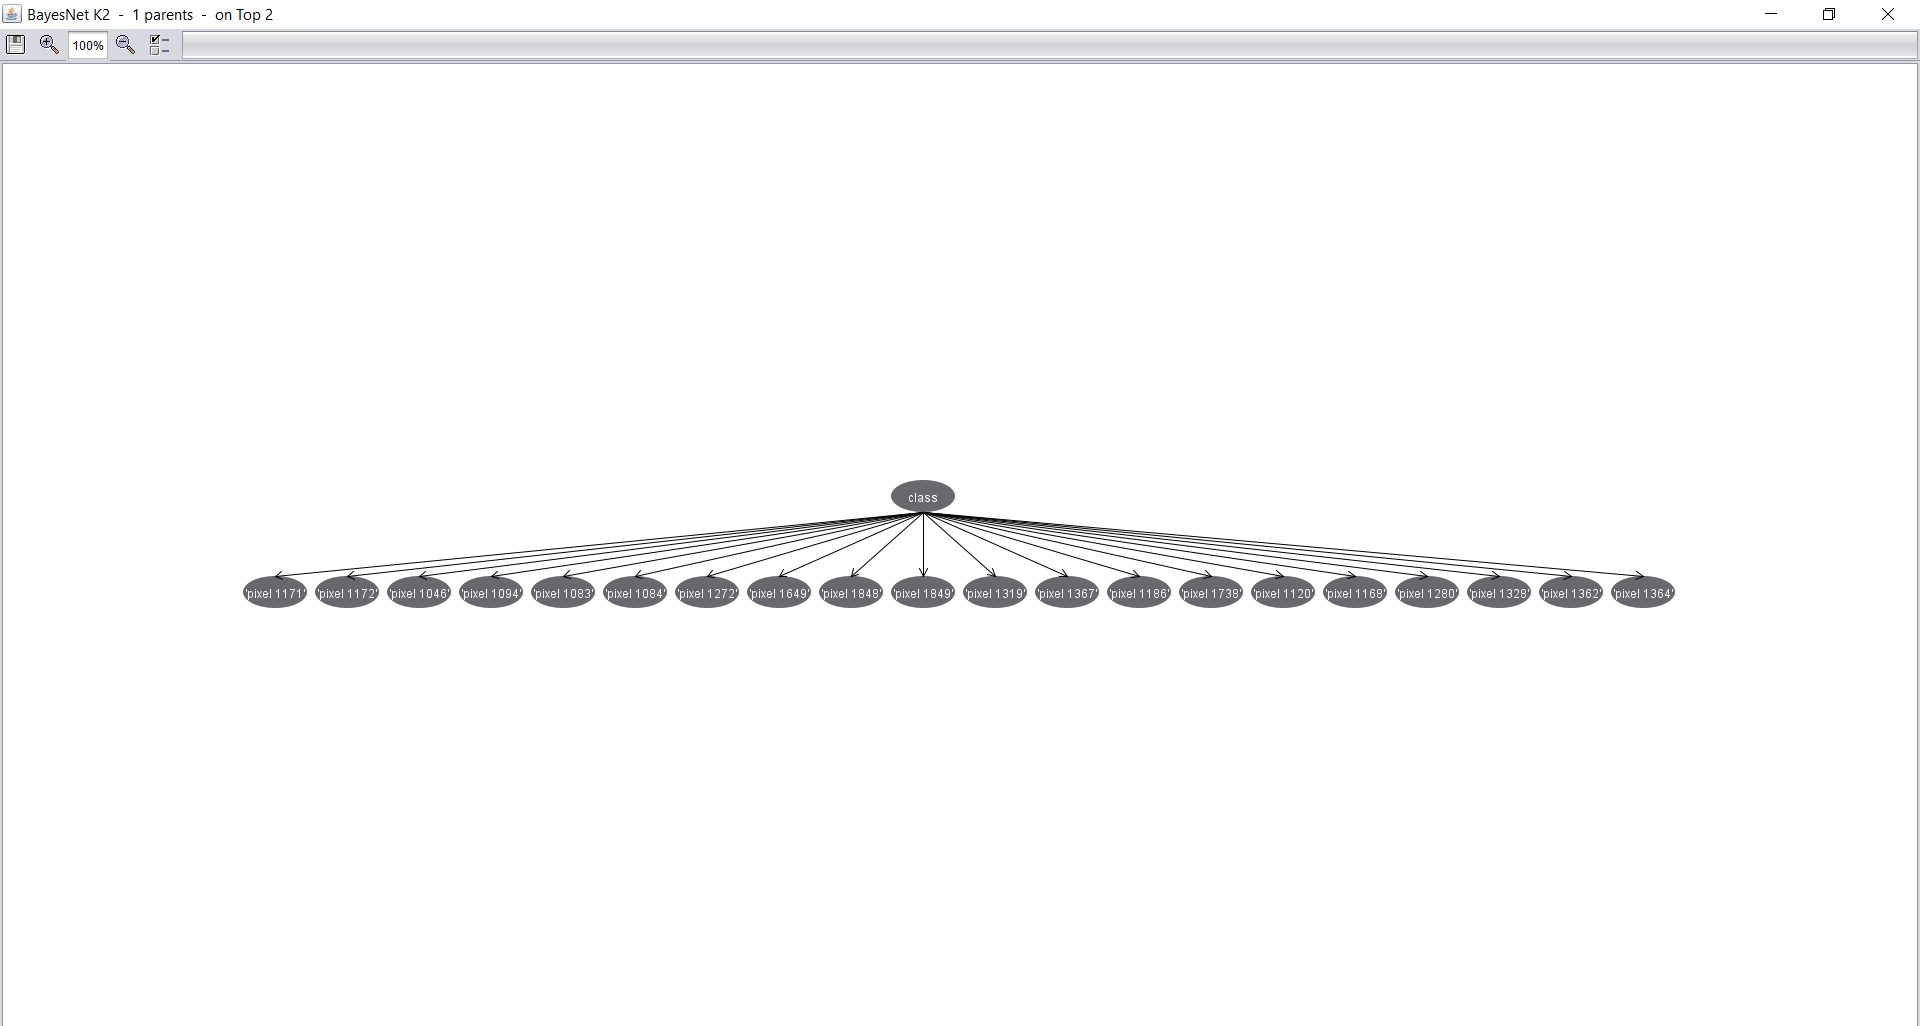 BayesNet K2 - 1 parents - on Top 2
100%
class
'pixel 1171' 'pixel 1172' 'pixel 1046' 'pixel 1094' 'pixel 1083' 'pixel 1084' 'pixel 1272' 'pixel 1649' 'pixel 1848' 'pixel 1849' 'pixel 1319' 'pixel 1367' 'pixel 1186' 'pixel 1738' 'pixel 1120' 'pixel 1168' 'pixel 1280' 'pixel 1328' 'pixel 1362' 'pixel 1364'